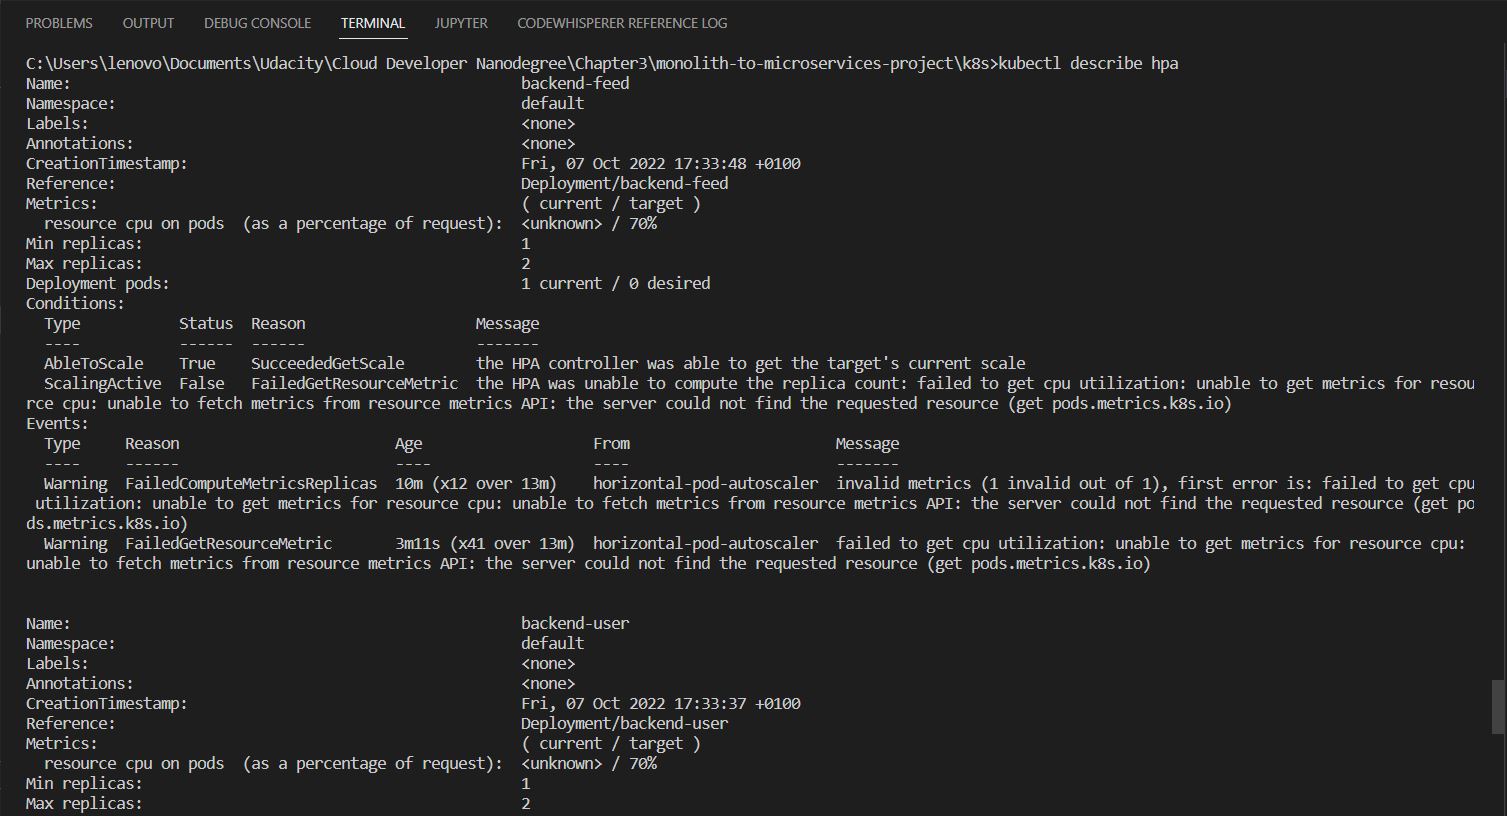 PROBLEMS OUTPUT DEBUG CONSOLE TERMINAL JUPYTER CODEWHISPERER REFERENCE LOG
C:\Users\lenovo\Documents\Udacity\Cloud Developer Nanodegree\Chapter3\monolith-to-microservices-project\k8s>kubectl describe hpa
Name: backend-feed
Namespace: default
Labels: <none>
Annotations: <none>
CreationTimestamp: Fri, 07 Oct 2022 17:33:48 +0100
Reference: Deployment/backend-feed
Metrics: ( current / target )
resource cpu on pods (as a percentage of request): <unknown> / 70%
Min replicas: 1
Max replicas: 2
Deployment pods: 1 current / 0 desired
Conditions:
Type Status Reason Message
---- ------ ------ -------
AbleToScale True SucceededGetScale the HPA controller was able to get the target's current scale
ScalingActive False FailedGetResourceMetric the HPA was unable to compute the replica count: failed to get cpu utilization: unable to get metrics for resou
rce cpu: unable to fetch metrics from resource metrics API: the server could not find the requested resource (get pods.metrics.k8s.io)
Events:
Type Reason Age From Message
---- ------ ---- ---- -------
Warning FailedComputeMetricsReplicas 10m (x12 over 13m) horizontal-pod-autoscaler invalid metrics (1 invalid out of 1), first error is: failed to get cpu
utilization: unable to get metrics for resource cpu: unable to fetch metrics from resource metrics API: the server could not find the requested resource (get po
ds.metrics.k8s.io)
Warning FailedGetResourceMetric 3m11s (x41 over 13m) horizontal-pod-autoscaler failed to get cpu utilization: unable to get metrics for resource cpu:
unable to fetch metrics from resource metrics API: the server could not find the requested resource (get pods.metrics.k8s.io)
Name: backend-user
Namespace: default
Labels: <none>
Annotations: <none>
CreationTimestamp: Fri, 07 Oct 2022 17:33:37 +0100
Reference: Deployment/backend-user
Metrics: ( current / target )
resource cpu on pods (as a percentage of request): <unknown> / 70%
Min replicas: 1
Max replicas: 2